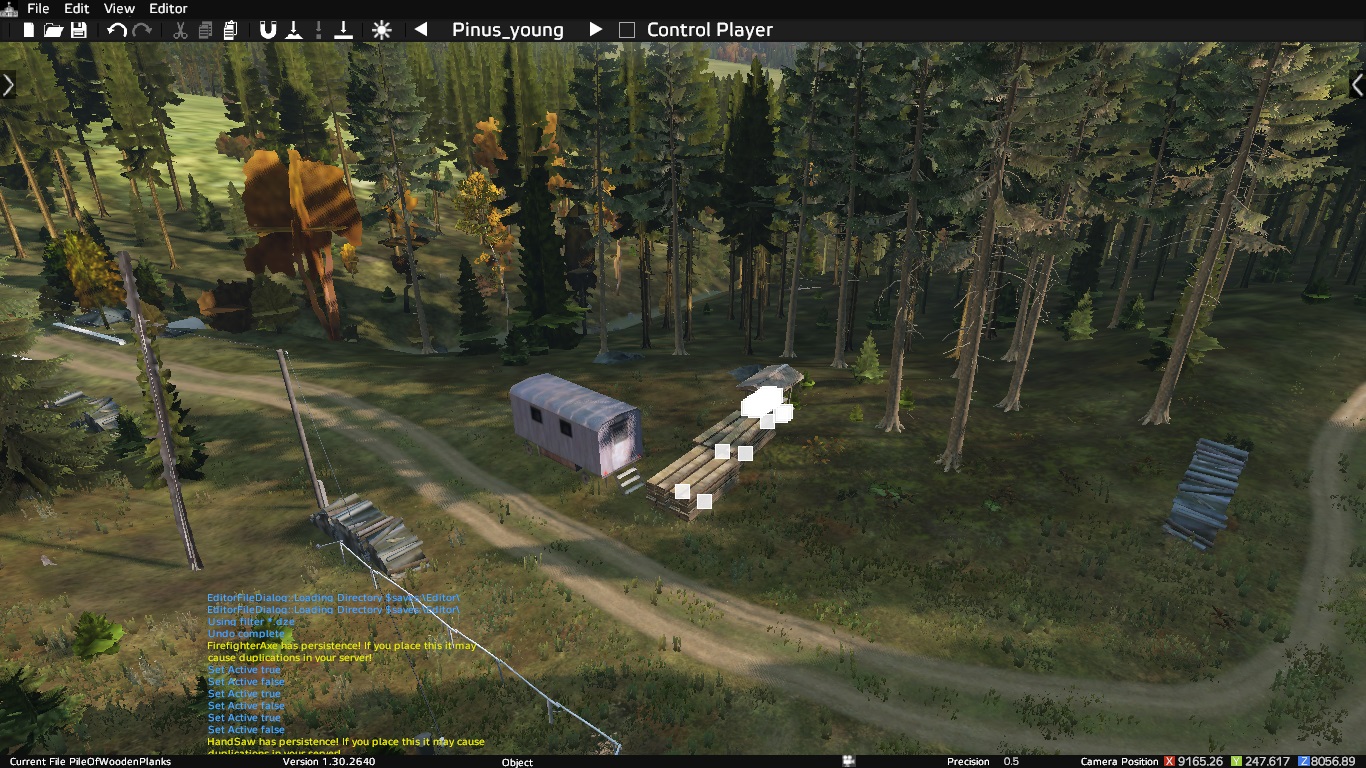 File Edit View Editor
Pinus_young Control Player
EditorFileDialog::Loading Directory $saves:\Editor\
EditorFileDialog::Loading Directory $saves:\Editor\
Using filter *.dze
Undo complete
FirefighterAxe has persistence! If you place this it may
cause duplications in your server!
Set Active true
Set Active false
Set Active true
Set Active false
Set Active true
Set Active false
HandSaw has persistence! If you place this it may cause
duplications in your server!
Current File PileOfWoodenPlanks Version 1.30.2640 Object Precision 0.5 Camera Position X 9165.26 Y 247.617 Z 8056.89